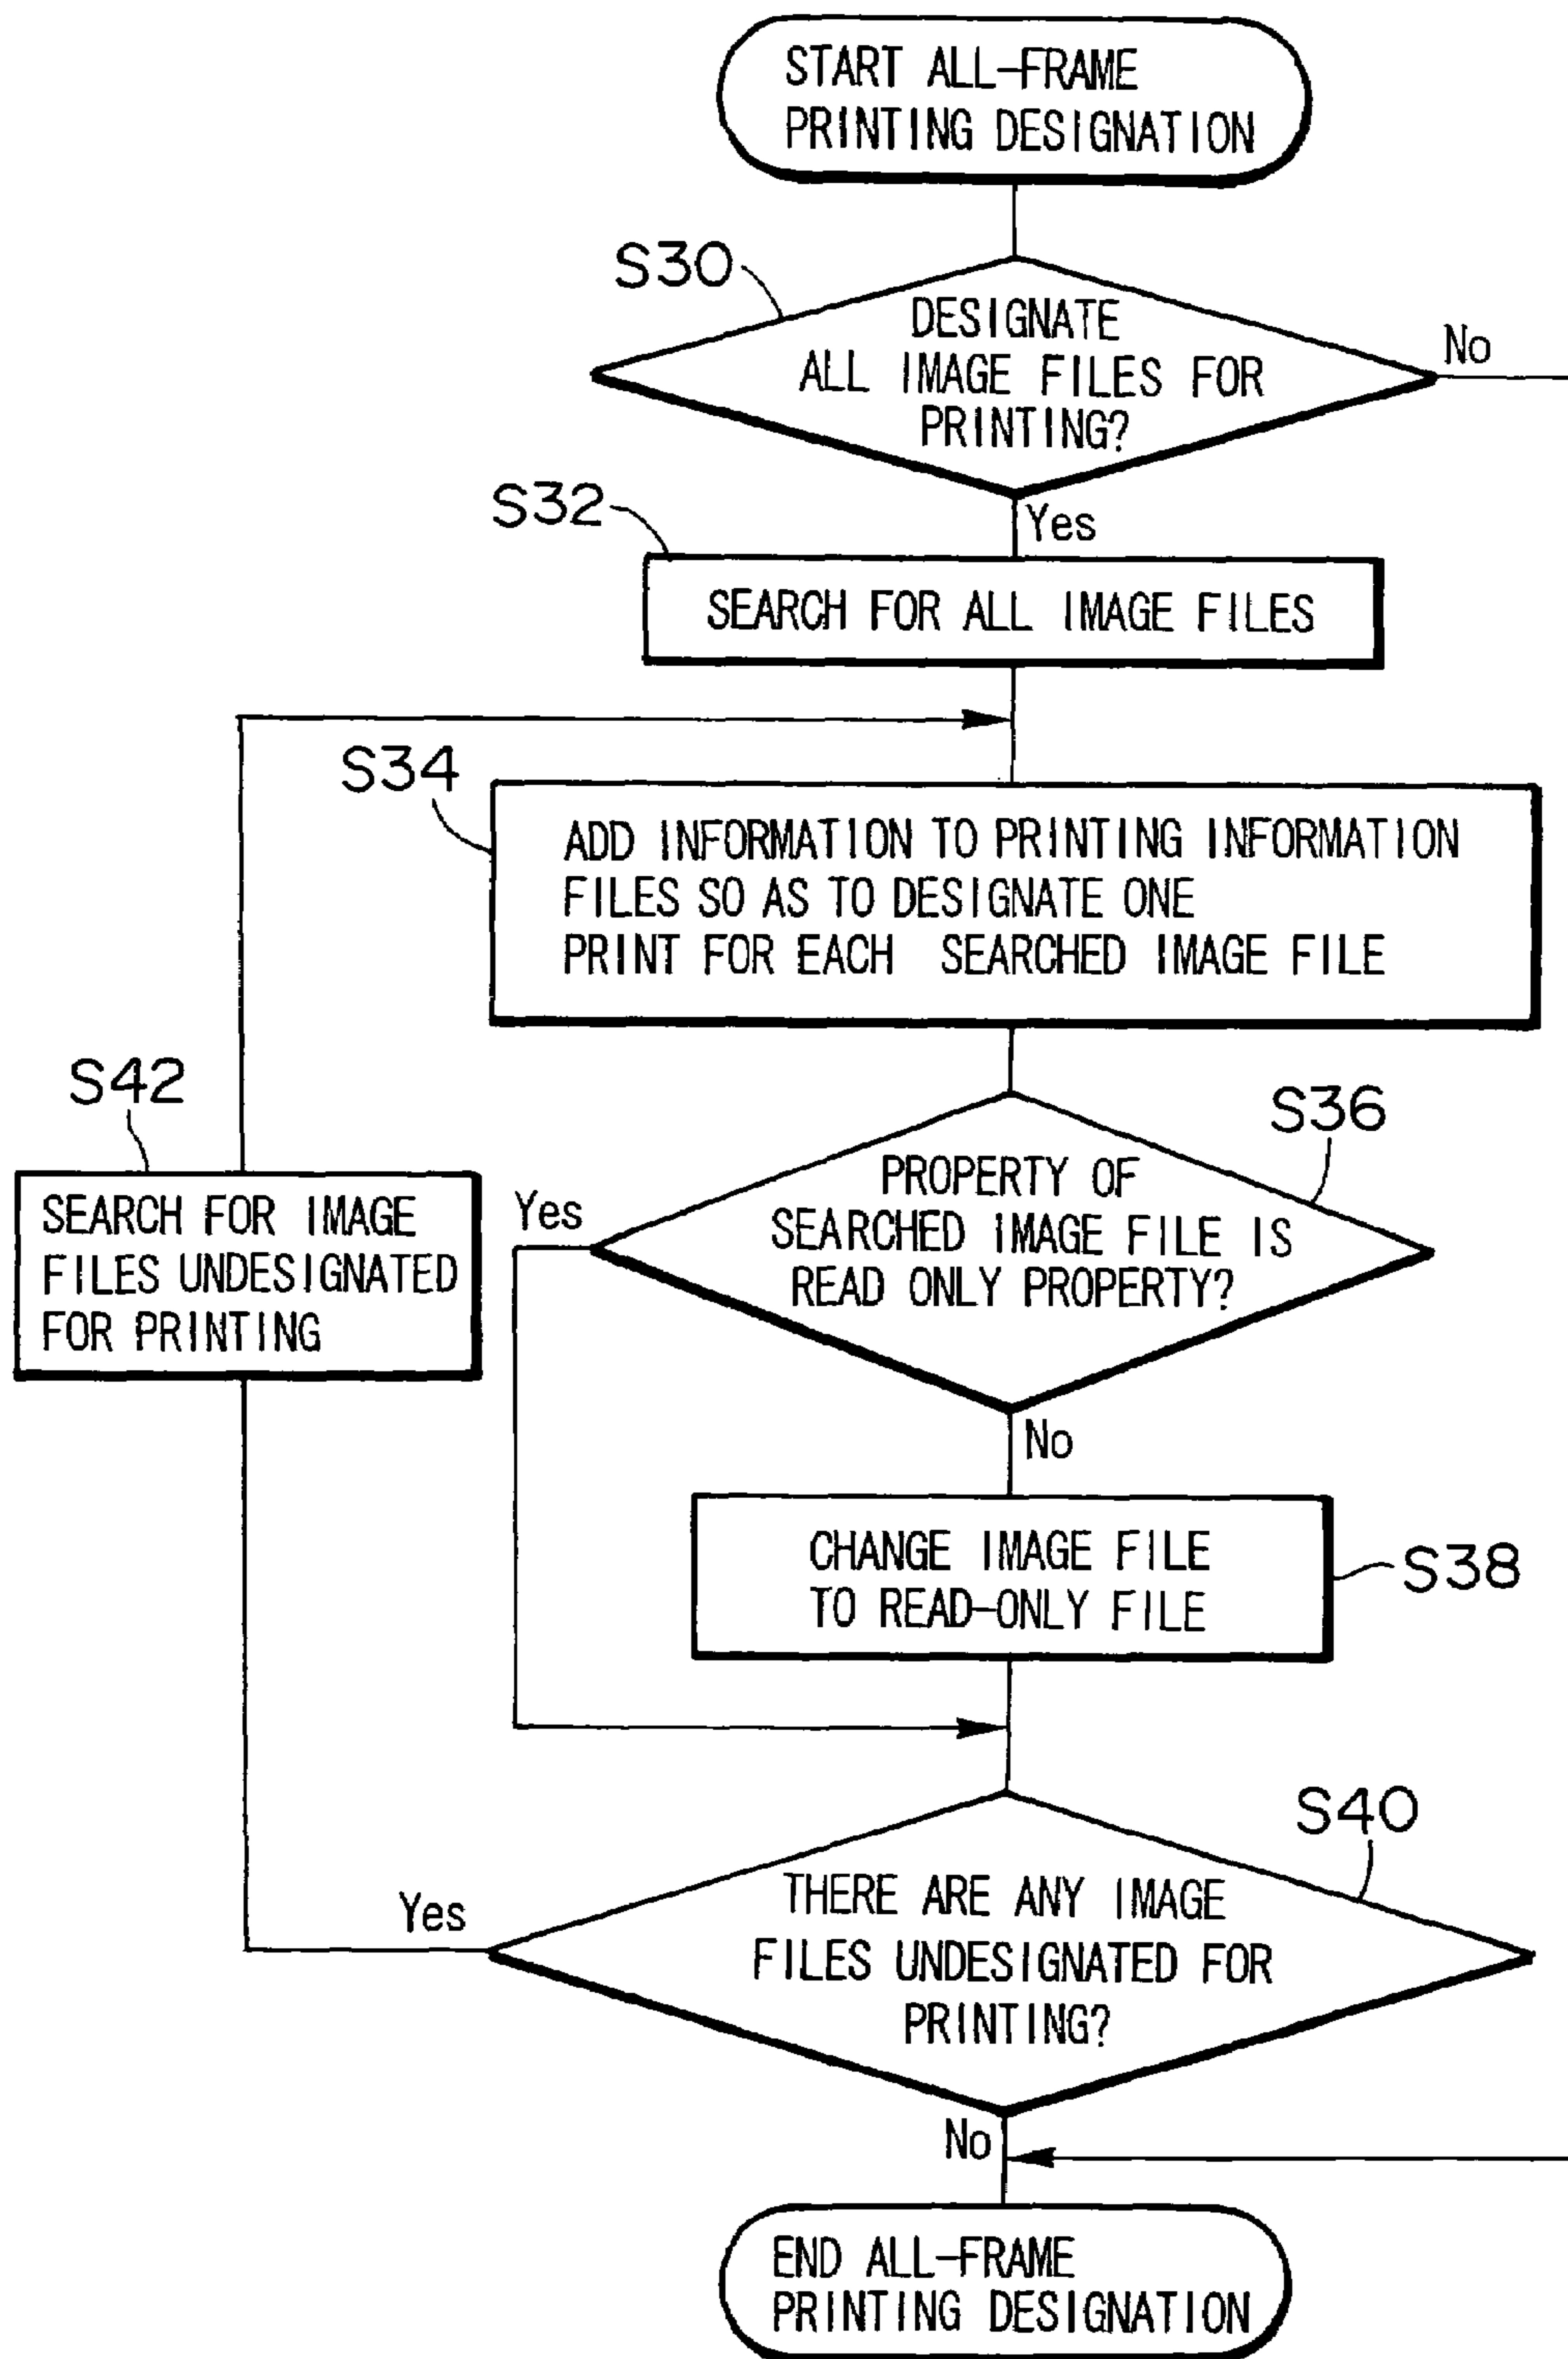 START ALL-FRAME
PRINTING DESIGNATION
S30
DESIGNATE
ALL IMAGE FILES FOR
PRINTING?
No
Yes
S32
SEARCH FOR ALL IMAGE FILES
S34
ADD INFORMATION TO PRINTING INFORMATION
FILES SO AS TO DESIGNATE ONE
PRINT FOR EACH SEARCHED IMAGE FILE
S42
SEARCH FOR IMAGE
FILES UNDESIGNATED
FOR PRINTING
S36
PROPERTY OF
SEARCHED IMAGE FILE IS
READ ONLY PROPERTY?
Yes
No
CHANGE IMAGE FILE
TO READ-ONLY FILE
S38
S40
THERE ARE ANY IMAGE
FILES UNDESIGNATED FOR
PRINTING?
Yes
No
END ALL-FRAME
PRINTING DESIGNATION